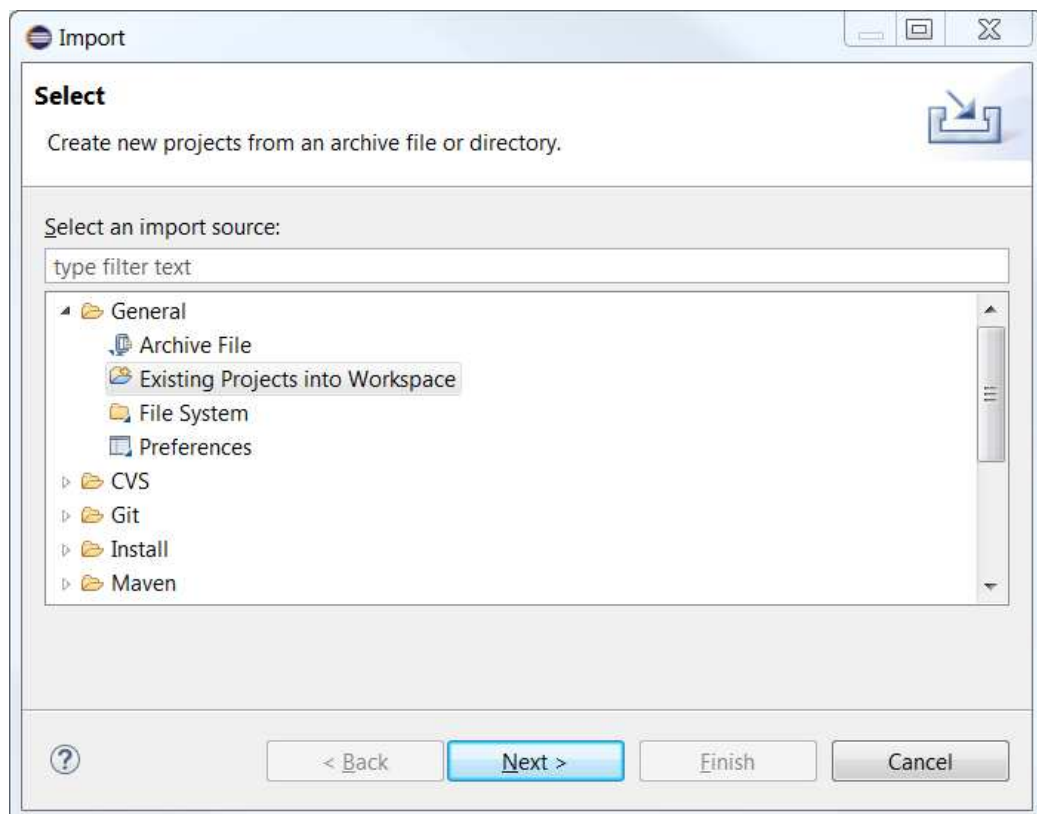 Import
Select
Create new projects from an archive file or directory.
Select an import source:
type filter text
General
Archive File
Existing Projects into Workspace
File System
Preferences
CVS
Git
Install
Maven
? < Back Next > Finish Cancel